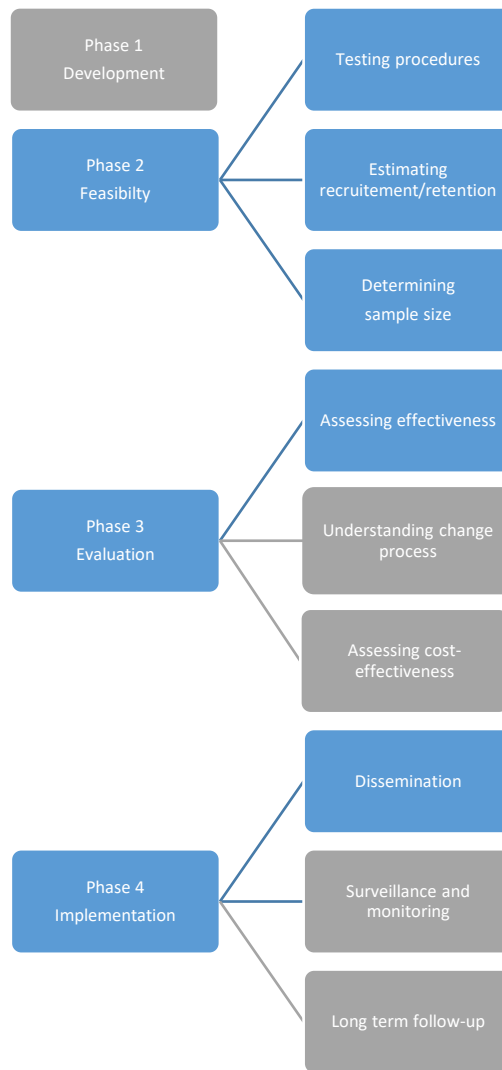 Phase 1
Development
Testing procedures
Phase 2
Feasibilty
Estimating
recruitement/retention
Determining
sample size
Assessing effectiveness
Phase 3
Evaluation
Understanding change
process
Assessing cost-
effectiveness
Dissemination
Phase 4
Implementation
Surveillance and
monitoring
Long term follow-up